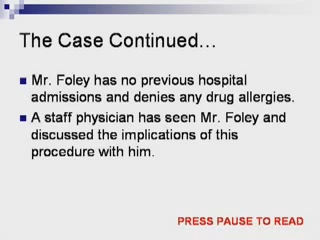 The Case Continued...
Mr. Foley has no previous hospital
admissions and denies any drug allergies.
A staff physician has seen Mr. Foley and
discussed the implications of this
procedure with him.
PRESS PAUSE TO READ